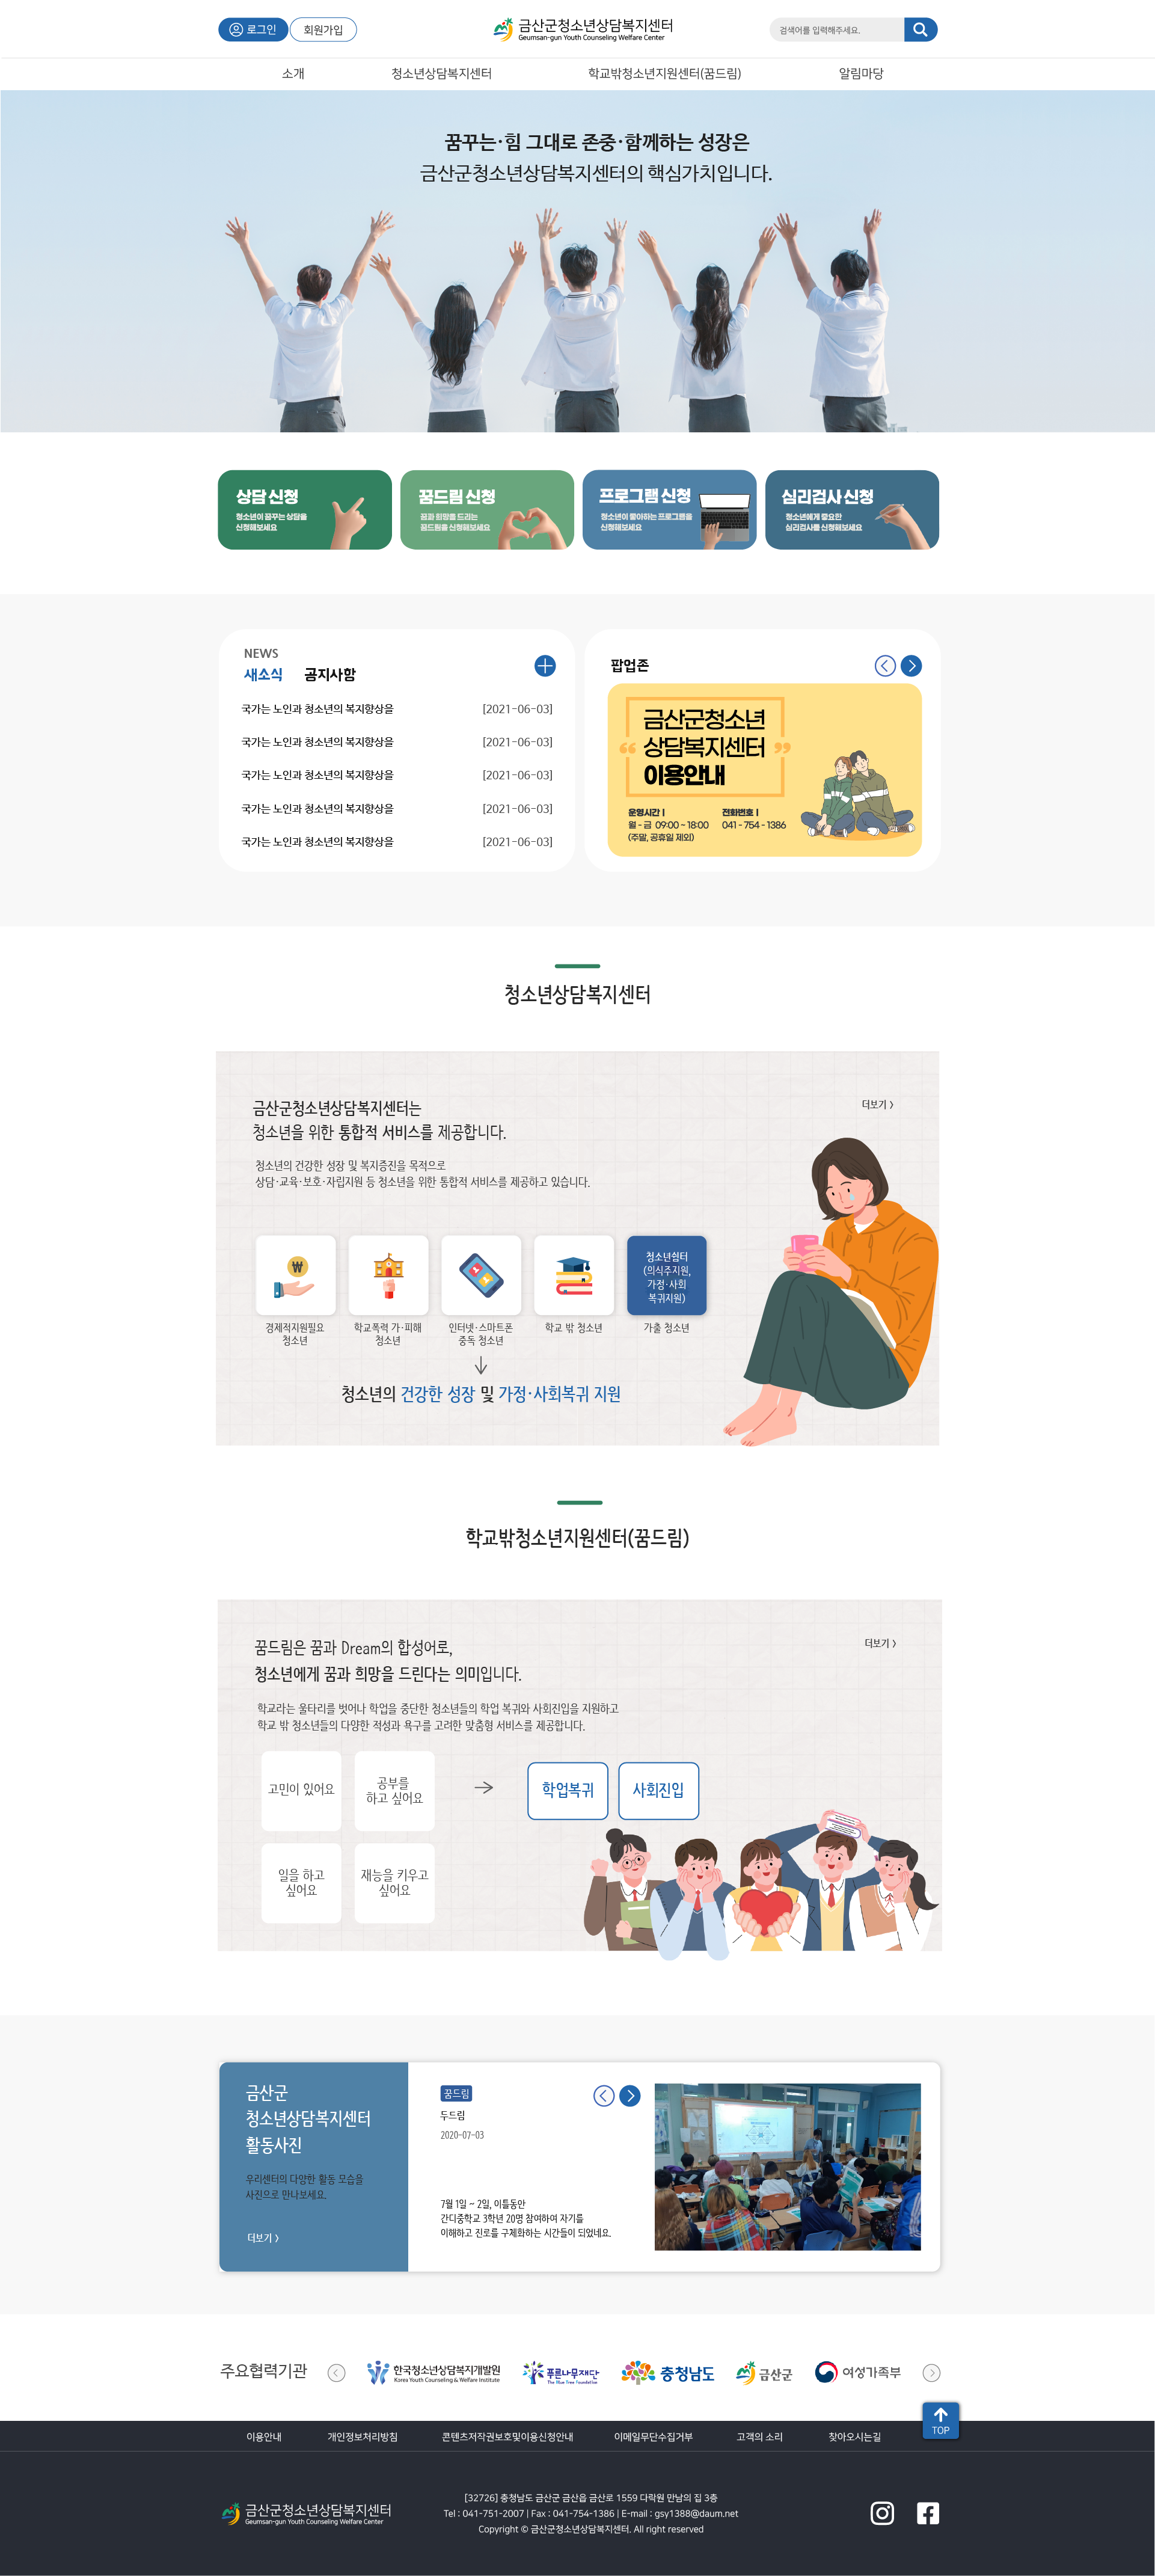 로그인
회원가입
금산군청소년상담복지센터
Geumsan-gun Youth Counseling Welfare Center
검색어를 입력해주세요.
소개
청소년상담복지센터
학교밖청소년지원센터(꿈드림)
알림마당
꿈꾸는·힘 그대로 존중·함께하는 성장은
금산군청소년상담복지센터의 핵심가치입니다.
상담 신청
청소년이 꿈꾸는 상담을
신청해보세요
꿈드림 신청
꿈과 희망을 드리는
꿈드림을 신청해보세요
프로그램 신청
청소년이 좋아하는 프로그램을
신청해보세요
심리검사 신청
청소년에게 중요한
심리검사를 신청해보세요
NEWS
새소식 공지사항
국가는 노인과 청소년의 복지향상을 [2021-06-03]
국가는 노인과 청소년의 복지향상을 [2021-06-03]
국가는 노인과 청소년의 복지향상을 [2021-06-03]
국가는 노인과 청소년의 복지향상을 [2021-06-03]
국가는 노인과 청소년의 복지향상을 [2021-06-03]
팝업존
금산군청소년
“상담복지센터”
이용안내
운영시간 |
월 - 금 09:00 ~ 18:00
(주말, 공휴일 제외)
전화번호 |
041 - 754 - 1386
청소년상담복지센터
금산군청소년상담복지센터는
청소년을 위한 통합적 서비스를 제공합니다.
더보기 >
청소년의 건강한 성장 및 복지증진을 목적으로
상담·교육·보호·자립지원 등 청소년을 위한 통합적 서비스를 제공하고 있습니다.
청소년쉼터
(의식주지원,
가정·사회
복귀지원)
경제적지원필요
청소년
학교폭력 가·피해
청소년
인터넷·스마트폰
중독 청소년
학교 밖 청소년
가출 청소년
청소년의 건강한 성장 및 가정·사회복귀 지원
학교밖청소년지원센터(꿈드림)
꿈드림은 꿈과 Dream의 합성어로,
청소년에게 꿈과 희망을 드린다는 의미입니다.
더보기 >
학교라는 울타리를 벗어나 학업을 중단한 청소년들의 학업 복귀와 사회진입을 지원하고
학교 밖 청소년들의 다양한 적성과 욕구를 고려한 맞춤형 서비스를 제공합니다.
고민이 있어요
공부를
하고 싶어요
일을 하고
싶어요
재능을 키우고
싶어요
학업복귀
사회진입
금산군
청소년상담복지센터
활동사진
우리센터의 다양한 활동 모습을
사진으로 만나보세요.
더보기 >
꿈드림
두드림
2020-07-03
7월 1일 ~ 2일, 이틀동안
간디중학교 3학년 20명 참여하여 자기를
이해하고 진로를 구체화하는 시간들이 되었네요.
주요협력기관
한국청소년상담복지개발원
Korea Youth Counseling & Welfare Institute
푸른나무재단
The Blue Tree Foundation
충청남도
금산군
여성가족부
TOP
이용안내
개인정보처리방침
콘텐츠저작권보호및이용신청안내
이메일무단수집거부
고객의 소리
찾아오시는길
금산군청소년상담복지센터
Geumsan-gun Youth Counseling Welfare Center
[32726] 충청남도 금산군 금산읍 금산로 1559 다락원 만남의 집 3층
Tel : 041-751-2007 | Fax : 041-754-1386 | E-mail : gsy1388@daum.net
Copyright © 금산군청소년상담복지센터. All right reserved